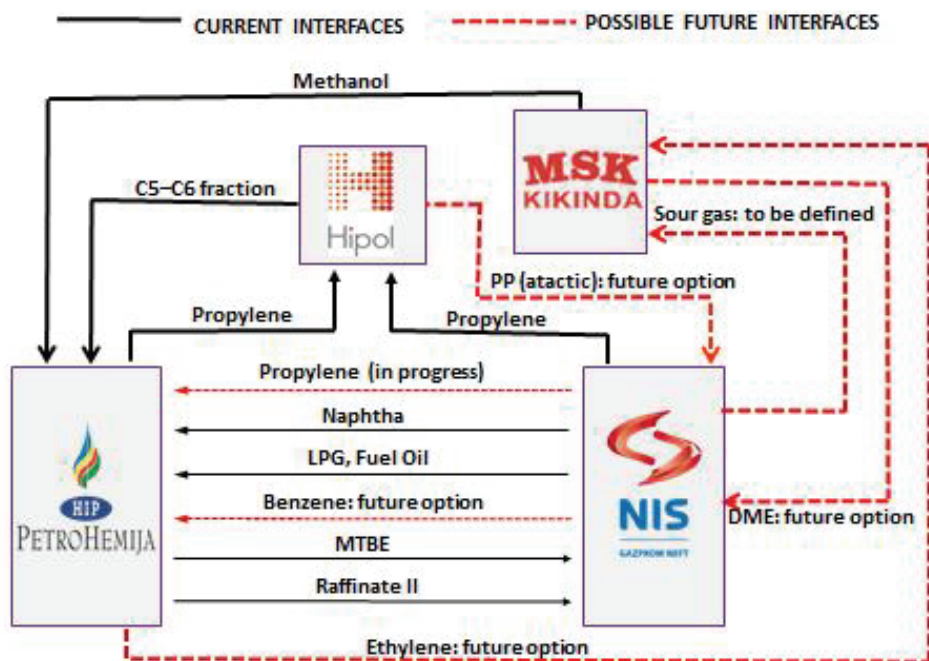 CURRENT INTERFACES
POSSIBLE FUTURE INTERFACES
Methanol
C5–C6 fraction
Hipol
MSK
KIKINDA
Sour gas: to be defined
PP (atactic): future option
Propylene
Propylene
Propylene (in progress)
Naphtha
LPG, Fuel Oil
Benzene: future option
MTBE
Raffinate II
HIP
PETROHEMIJA
NIS
GAZPROM NEFT
DME: future option
Ethylene: future option